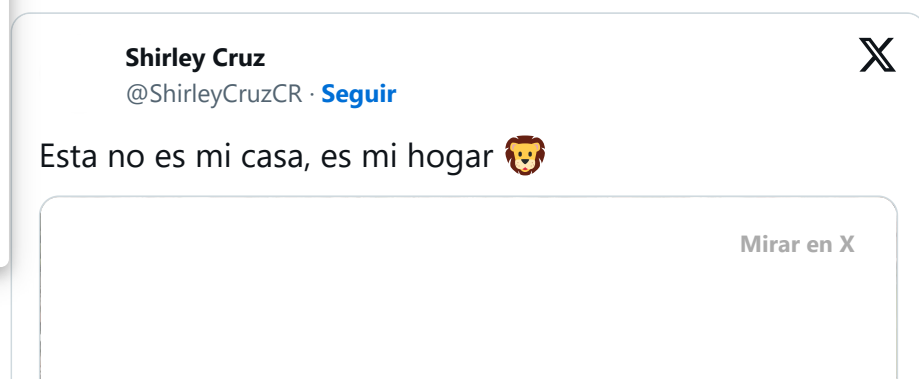 Shirley Cruz
@ShirleyCruzCR · Seguir
Esta no es mi casa, es mi hogar 🦁
Mirar en X